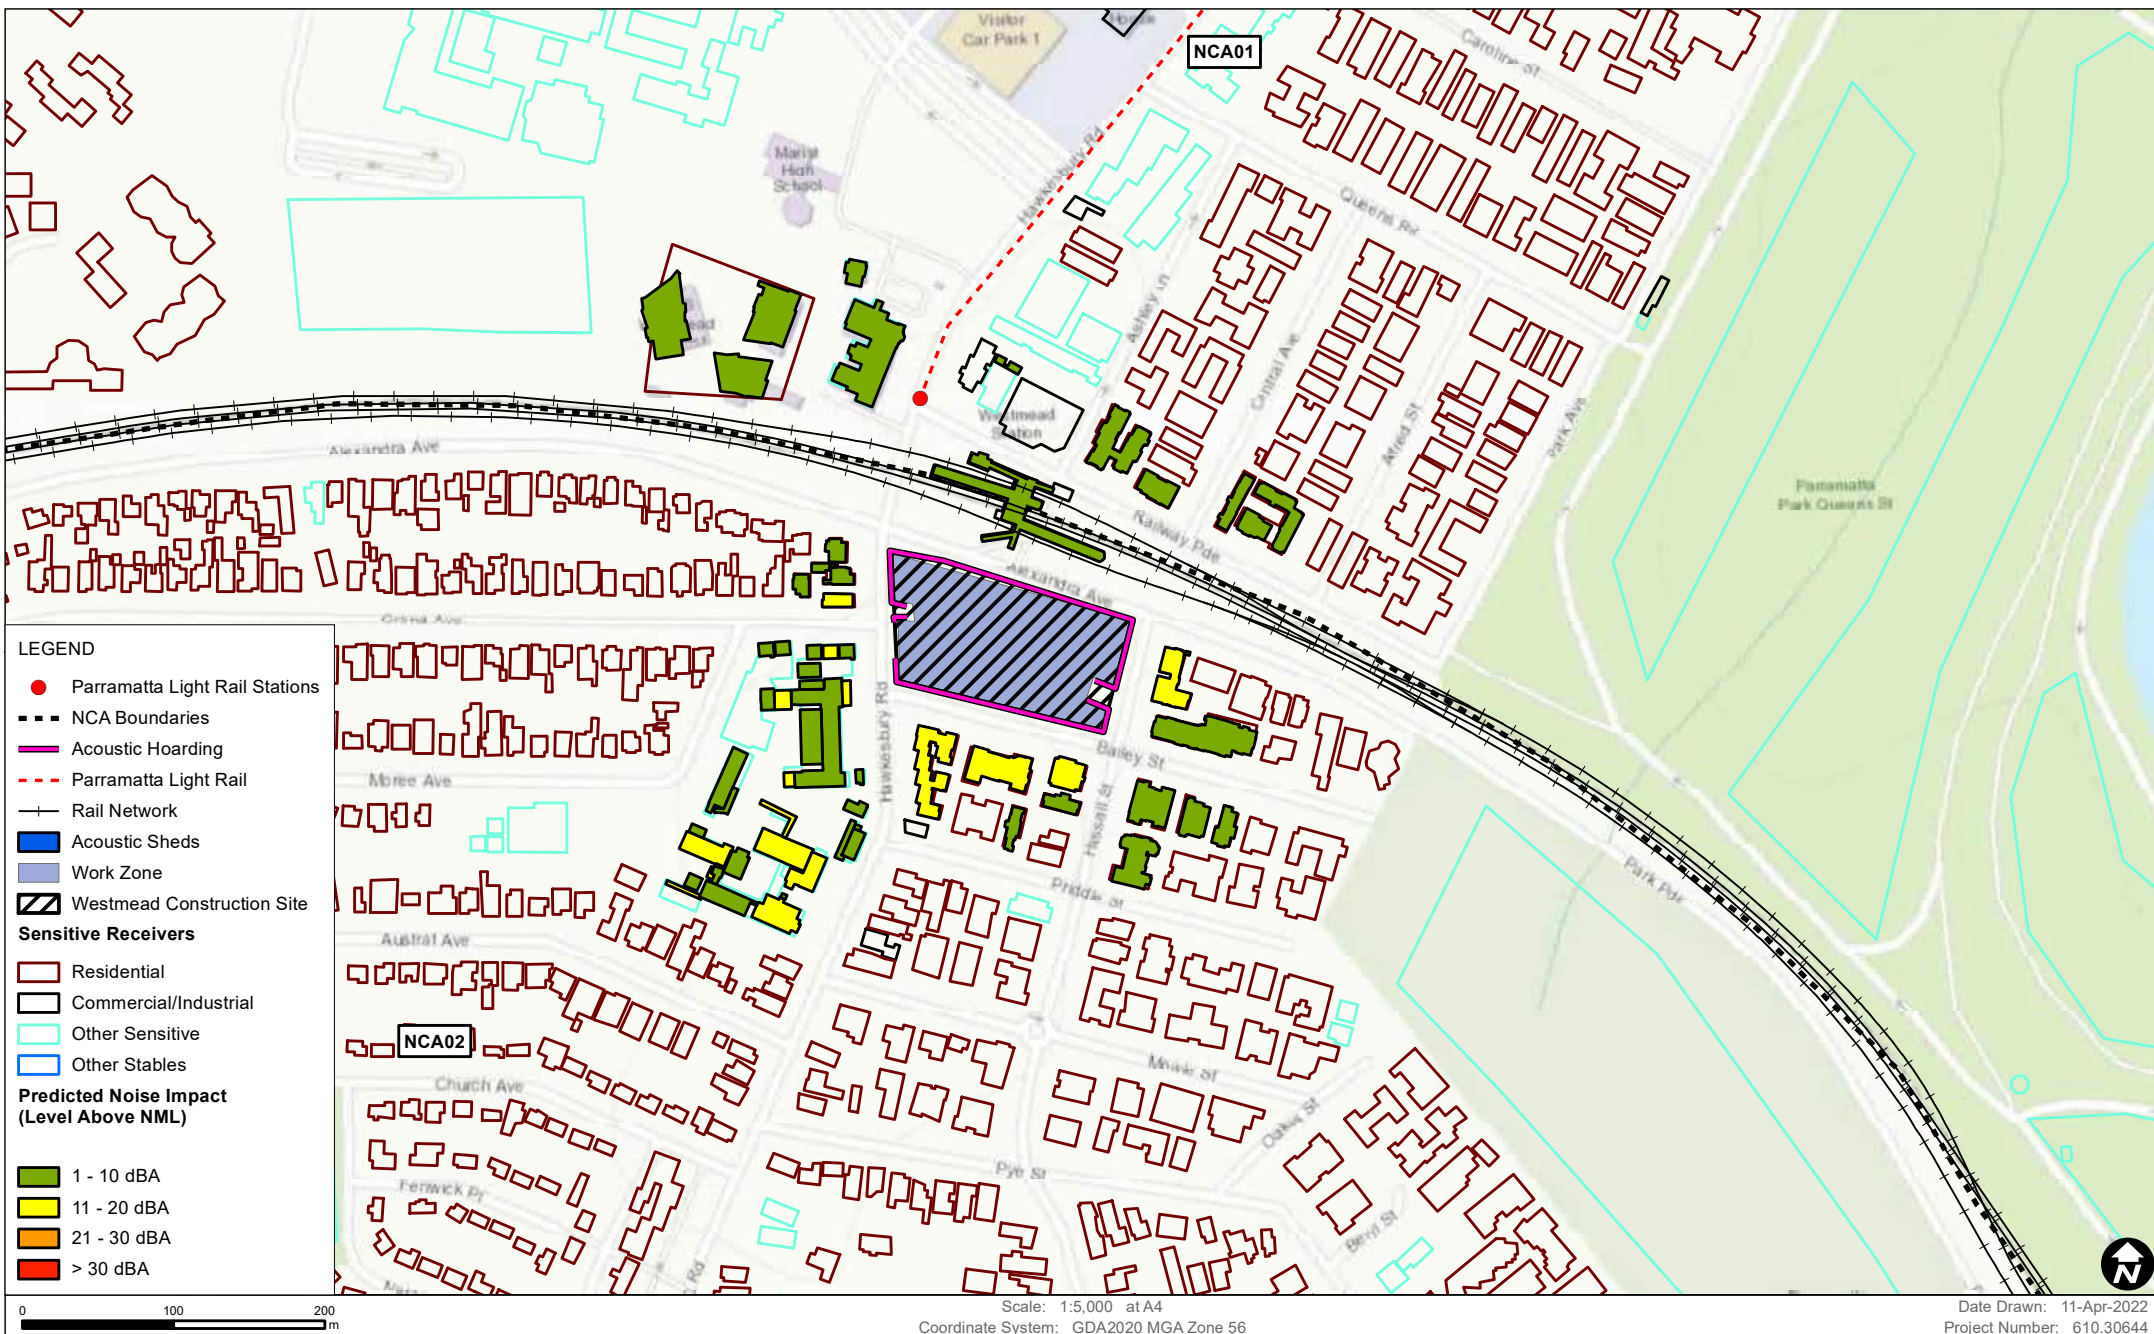 Visitor
Car Park 1
House
NCA01
Caroline St
Marist
High
School
Hawkesbury Rd
Queens Rd
Ashley Ln
Central Ave
Alfred St
Park Ave
Westmead
Station
Alexandra Ave
Parramatta
Park Queens St
Railway Pde
Alexandra Ave
Grand Ave
Hawkesbury Rd
Bailey St
Moree Ave
Hassall St
Priddle St
Park Pde
Austral Ave
NCA02
Church Ave
Mowle St
Oakes St
Pye St
Fenwick Pl
Rd
LEGEND
Parramatta Light Rail Stations
NCA Boundaries
Acoustic Hoarding
Parramatta Light Rail
Rail Network
Acoustic Sheds
Work Zone
Westmead Construction Site
Sensitive Receivers
Residential
Commercial/Industrial
Other Sensitive
Other Stables
Predicted Noise Impact
(Level Above NML)
1 - 10 dBA
11 - 20 dBA
21 - 30 dBA
> 30 dBA
N
0 100 200
m
Scale: 1:5,000 at A4
Coordinate System: GDA2020 MGA Zone 56
Date Drawn: 11-Apr-2022
Project Number: 610.30644